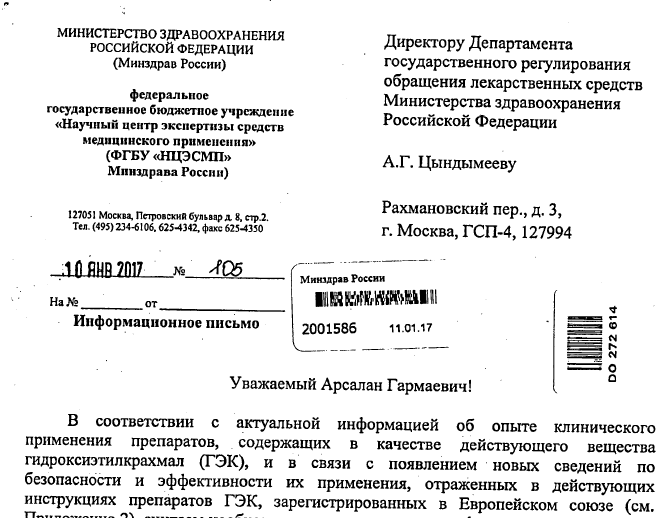 МИНИСТЕРСТВО ЗДРАВООХРАНЕНИЯ
РОССИЙСКОЙ ФЕДЕРАЦИИ
(Минздрав России)
федеральное
государственное бюджетное учреждение
«Научный центр экспертизы средств
медицинского применения»
(ФГБУ «НЦЭСМП»
Минздрава России)
127051 Москва, Петровский бульвар д. 8, стр.2.
Тел. (495) 234-6106, 625-4342, факс 625-4350
10 ЯНВ 2017 № 105
На № от
Информационное письмо
Директору Департамента
государственного регулирования
обращения лекарственных средств
Министерства здравоохранения
Российской Федерации
А.Г. Цындымееву
Рахмановский пер., д. 3,
г. Москва, ГСП-4, 127994
Минздрав России
2001586 11.01.17
DO 272 614
Уважаемый Арсалан Гармаевич!
В соответствии с актуальной информацией об опыте клинического
применения препаратов, содержащих в качестве действующего вещества
гидроксиэтилкрахмал (ГЭК), и в связи с появлением новых сведений по
безопасности и эффективности их применения, отраженных в действующих
инструкциях препаратов ГЭК, зарегистрированных в Европейском союзе (см.